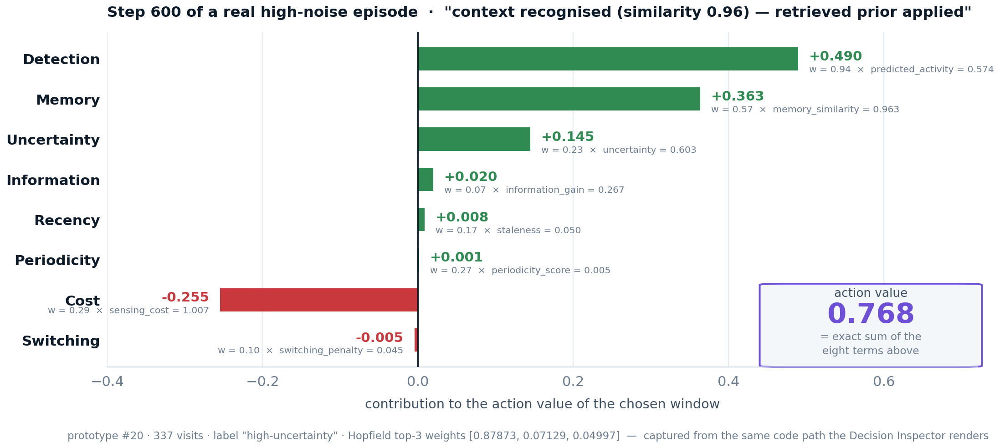 Step 600 of a real high-noise episode · "context recognised (similarity 0.96) — retrieved prior applied"
Detection
+0.490
w = 0.94 × predicted_activity = 0.574
Memory
+0.363
w = 0.57 × memory_similarity = 0.963
Uncertainty
+0.145
w = 0.23 × uncertainty = 0.603
Information
+0.020
w = 0.07 × information_gain = 0.267
Recency
+0.008
w = 0.17 × staleness = 0.050
Periodicity
+0.001
w = 0.27 × periodicity_score = 0.005
Cost
-0.255
w = 0.29 × sensing_cost = 1.007
Switching
-0.005
w = 0.10 × switching_penalty = 0.045
action value
0.768
= exact sum of the
eight terms above
−0.4 −0.2 0.0 0.2 0.4 0.6
contribution to the action value of the chosen window
prototype #20 · 337 visits · label "high-uncertainty" · Hopfield top-3 weights [0.87873, 0.07129, 0.04997] — captured from the same code path the Decision Inspector renders